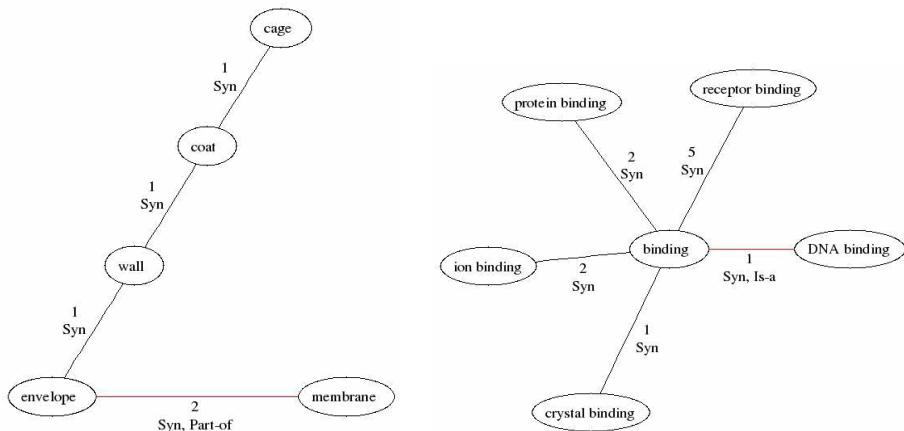 cage
1
Syn
coat
1
Syn
wall
1
Syn
envelope
membrane
2
Syn, Part-of
protein binding
receptor binding
2
Syn
5
Syn
binding
DNA binding
ion binding
2
Syn
1
Syn, Is-a
1
Syn
crystal binding